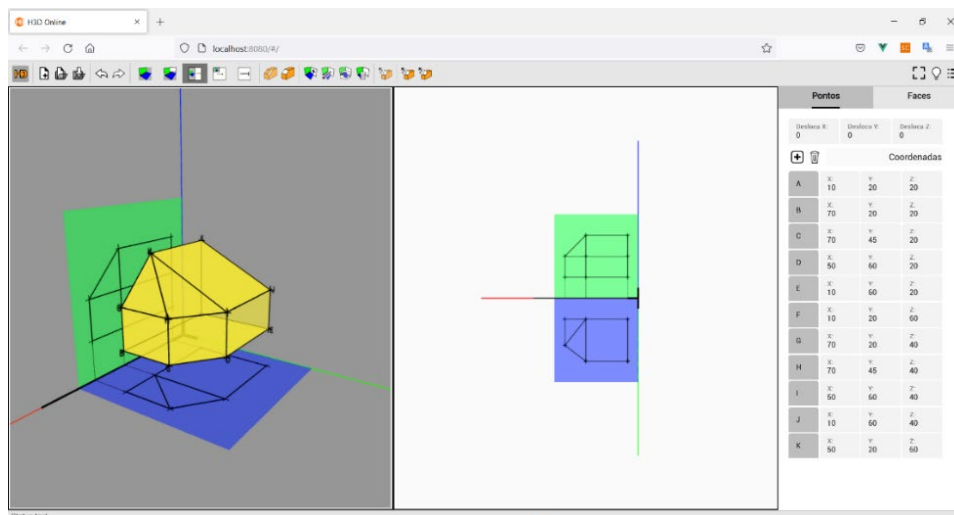 H3D Online
localhost:8080/#/
Pontos Faces
Desloca X: Desloca Y: Desloca Z:
0 0 0
Coordenadas
X: Y: Z:
A 10 20 20
X: Y: Z:
B 70 20 20
X: Y: Z:
C 70 45 20
X: Y: Z:
D 50 60 20
X: Y: Z:
E 10 60 20
X: Y: Z:
F 10 20 60
X: Y: Z:
G 70 20 40
X: Y: Z:
H 70 45 40
X: Y: Z:
I 50 60 40
X: Y: Z:
J 10 60 40
X: Y: Z:
K 50 20 60